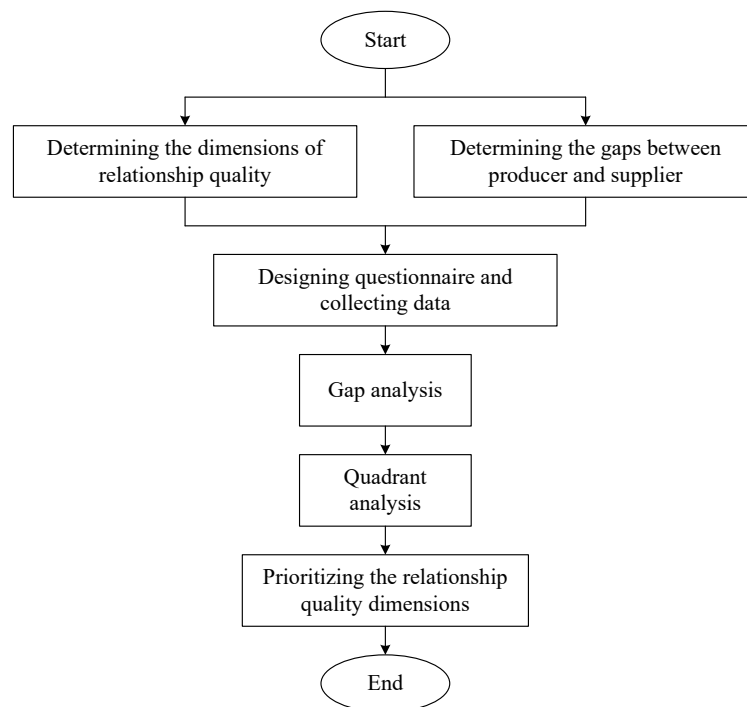 Start
Determining the dimensions of
relationship quality
Determining the gaps between
producer and supplier
Designing questionnaire and
collecting data
Gap analysis
Quadrant
analysis
Prioritizing the relationship
quality dimensions
End